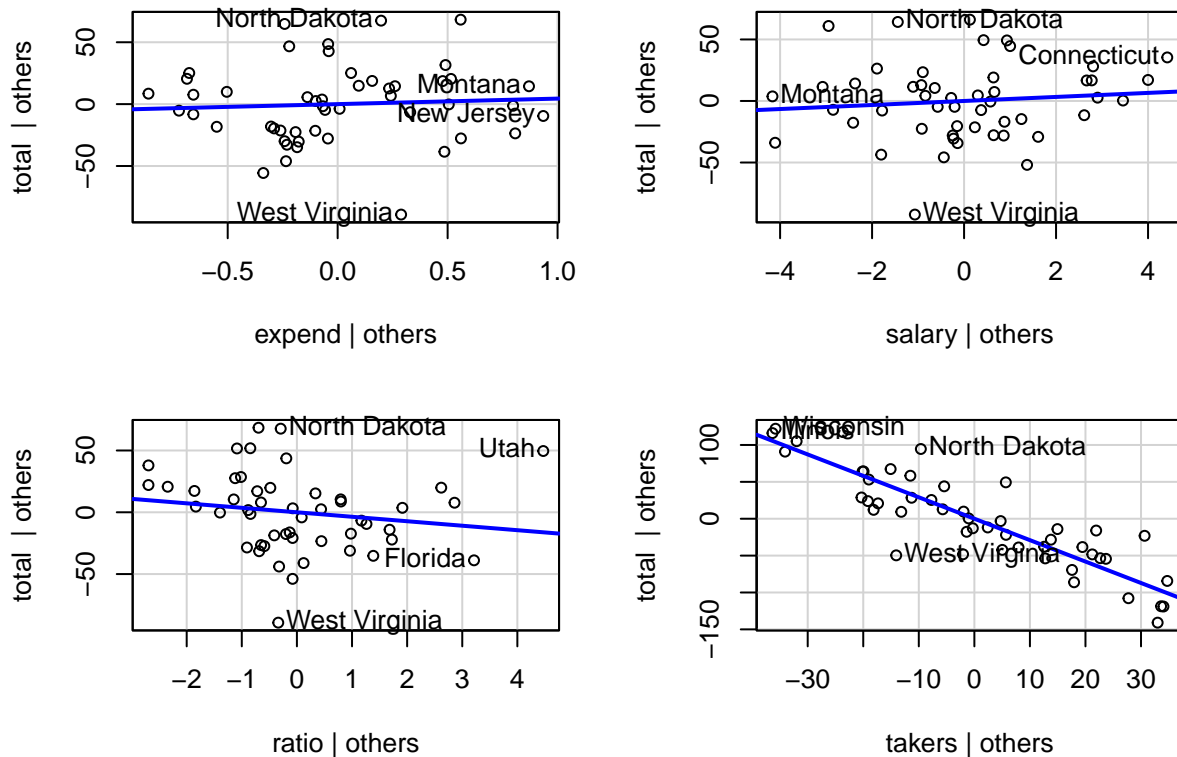 North Dakota
Montana
New Jersey
West Virginia
total | others
50
0
−50
−0.5
0.0
0.5
1.0
expend | others
North Dakota
Connecticut
Montana
West Virginia
total | others
50
0
−50
−4
−2
0
2
4
salary | others
North Dakota
Utah
Florida
West Virginia
total | others
50
0
−50
−2
−1
0
1
2
3
4
ratio | others
Wisconsin
Illinois
North Dakota
West Virginia
total | others
100
0
−150
−30
−10
0
10
20
30
takers | others